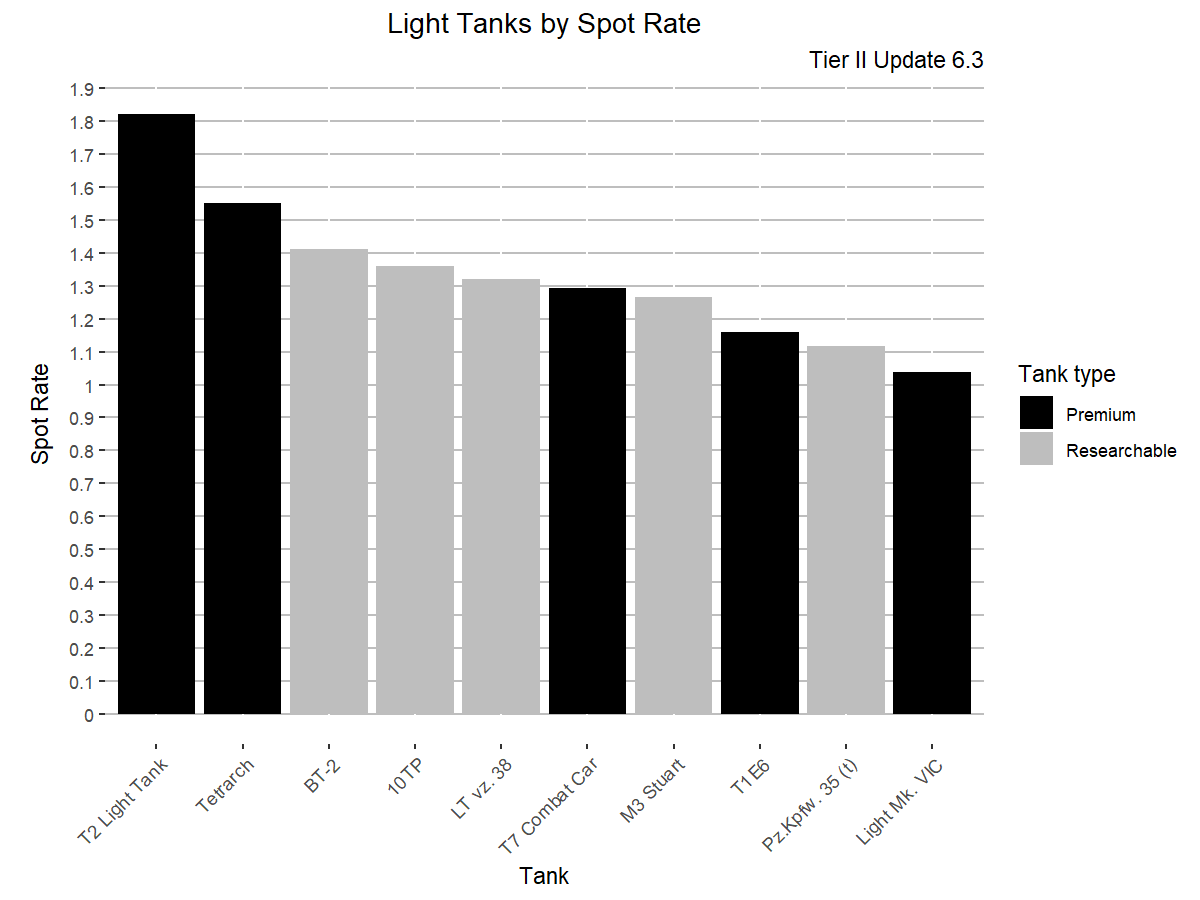 Light Tanks by Spot Rate
Tier II Update 6.3
Spot Rate
1.9
1.8
1.7
1.6
1.5
1.4
1.3
1.2
1.1
1
0.9
0.8
0.7
0.6
0.5
0.4
0.3
0.2
0.1
0
T2 Light Tank
Tetrarch
BT-2
10TP
LT vz. 38
T7 Combat Car
M3 Stuart
T1E6
Pz.Kpfw. 35 (t)
Light Mk. VIC
Tank
Tank type
Premium
Researchable